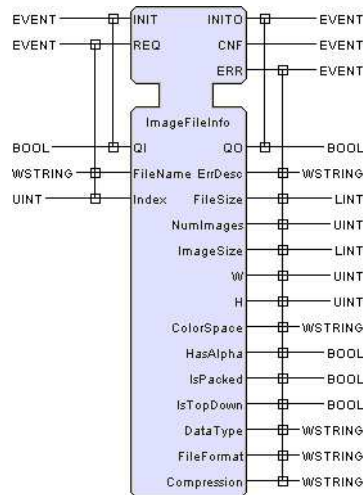 EVENT INIT INITO EVENT
EVENT REQ CNF EVENT
ERR EVENT
ImageFileInfo
BOOL QI QO BOOL
WSTRING FileName ErrDesc WSTRING
UINT Index FileSize LINT
NumImages UINT
ImageSize LINT
W UINT
H UINT
ColorSpace WSTRING
HasAlpha BOOL
IsPacked BOOL
IsTopDown BOOL
DataType WSTRING
FileFormat WSTRING
Compression WSTRING